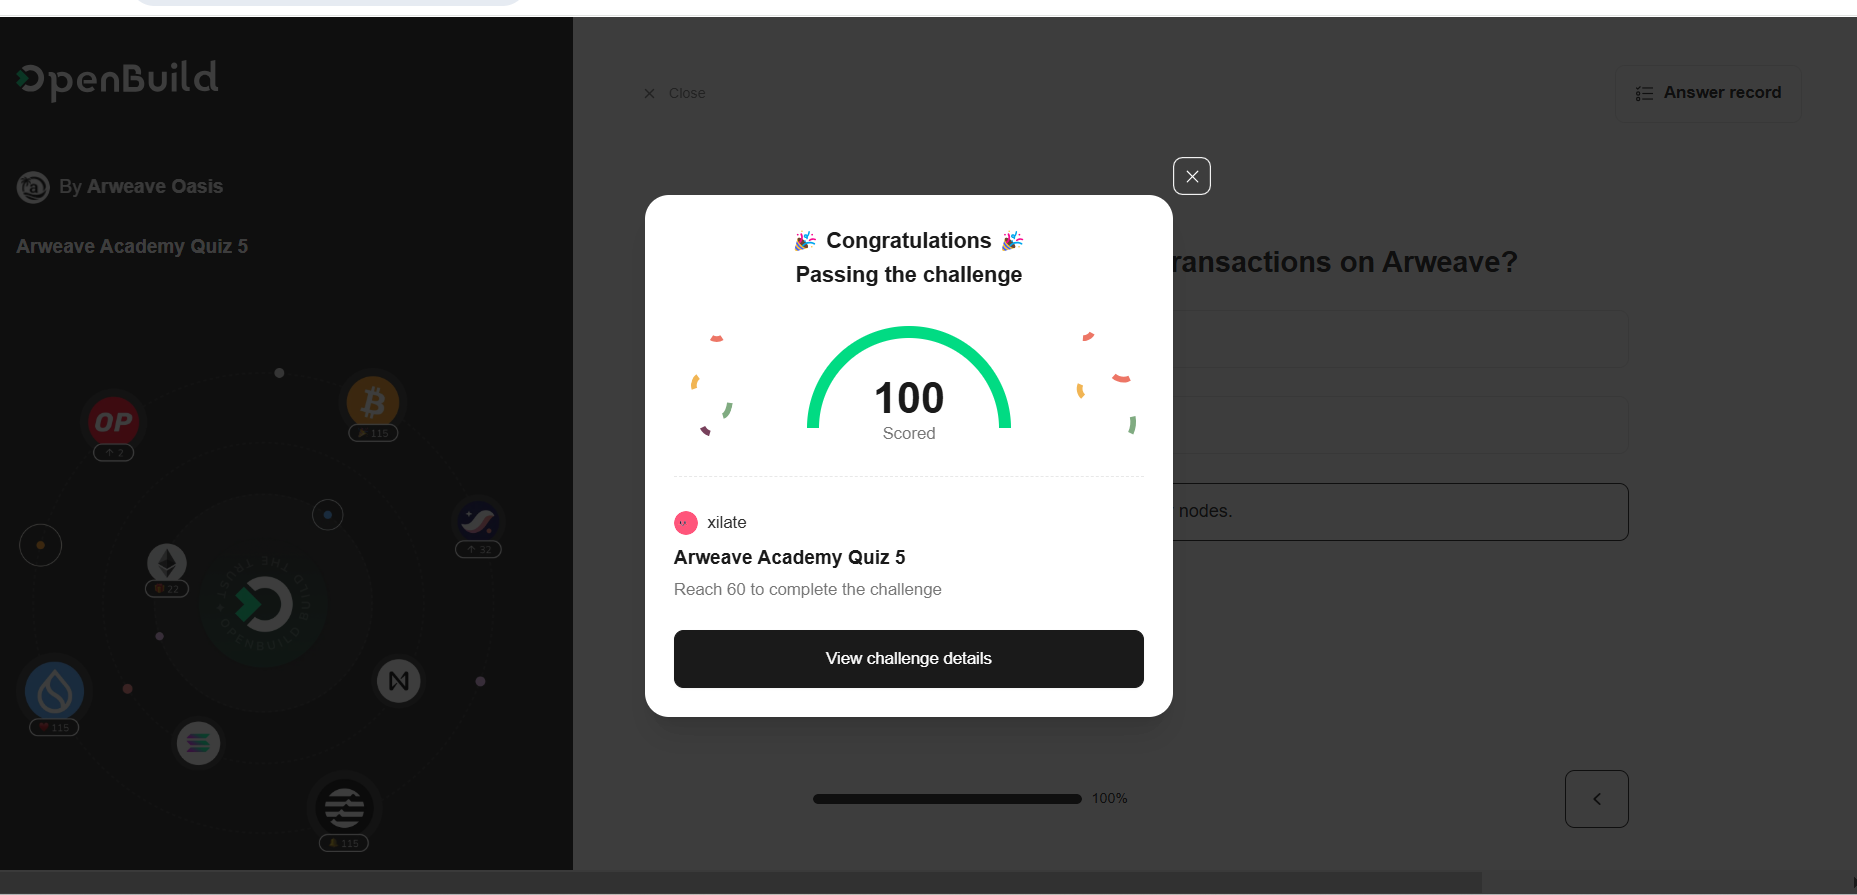 OpenBuild
Close
Answer record
By Arweave Oasis
Arweave Academy Quiz 5
🎉 Congratulations 🎉
Passing the challenge
ransactions on Arweave?
100
Scored
nodes.
xilate
Arweave Academy Quiz 5
Reach 60 to complete the challenge
View challenge details
100%
OP
2
115
32
22
115
115